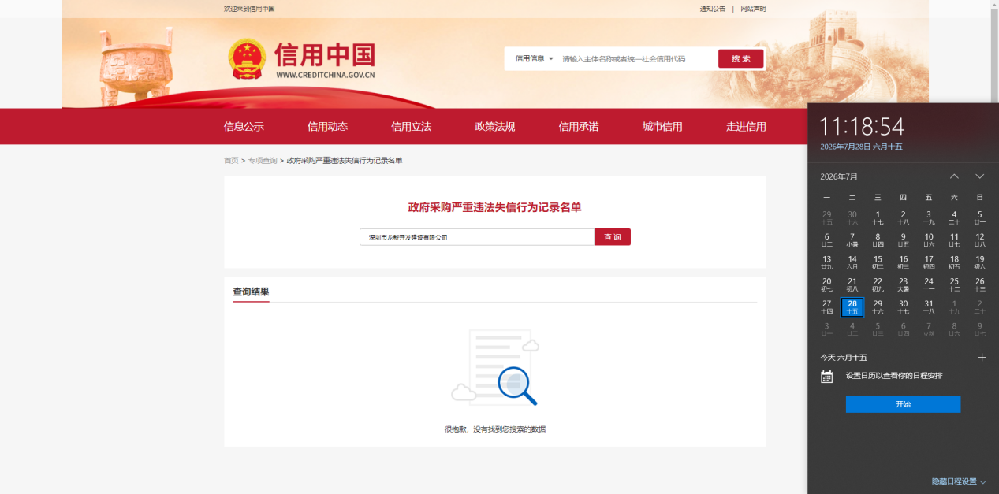 欢迎来到信用中国
通知公告 | 网站声明
信用中国
WWW.CREDITCHINA.GOV.CN
信用信息 请输入主体名称或者统一社会信用代码 搜索
信息公示 信用动态 信用立法 政策法规 信用承诺 城市信用 走进信用
首页 > 专项查询 > 政府采购严重违法失信行为记录名单
政府采购严重违法失信行为记录名单
深圳市龙新开发建设有限公司 查询
查询结果
很抱歉，没有找到您搜索的数据
11:18:54
2026年7月28日 六月十五
2026年7月
一 二 三 四 五 六 日
29 30 1 2 3 4 5
十五 十六 十七 十八 十九 二十 廿一
6 7 8 9 10 11 12
廿二 小暑 廿四 廿五 廿六 廿七 廿八
13 14 15 16 17 18 19
廿九 六月 初二 初三 初四 初五 初六
20 21 22 23 24 25 26
初七 初八 初九 大暑 十一 十二 十三
27 28 29 30 31 1 2
十四 十五 十六 十七 十八 十九 二十
3 4 5 6 7 8 9
廿一 廿二 廿三 廿四 立秋 廿六 廿七
今天 六月十五
设置日历以查看你的日程安排
开始
隐藏日程设置